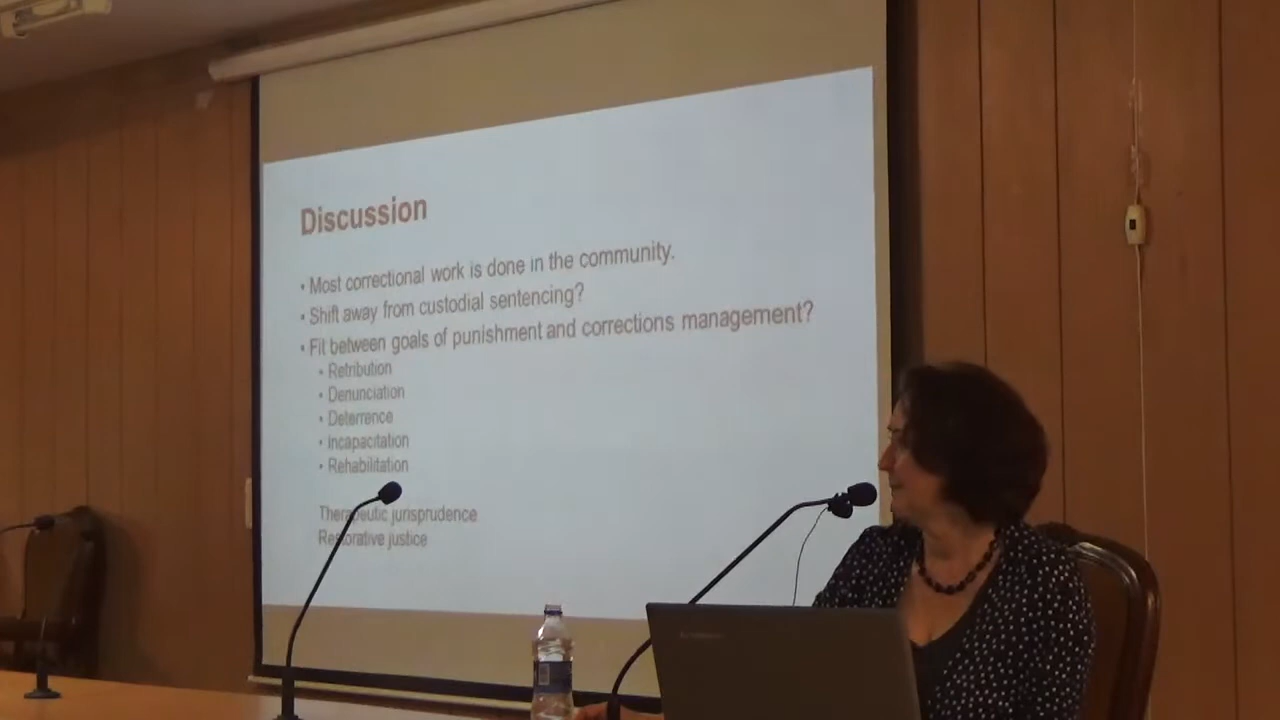 Discussion
• Most correctional work is done in the community.
• Shift away from custodial sentencing?
• Fit between goals of punishment and corrections management?
• Retribution
• Denunciation
• Deterrence
• Incapacitation
• Rehabilitation
Therapeutic jurisprudence
Restorative justice